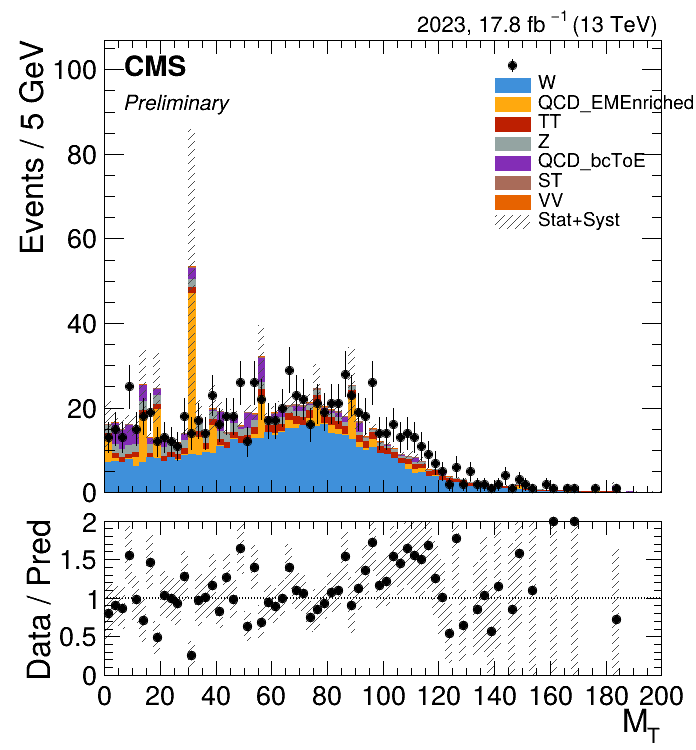 2023, 17.8 fb⁻¹ (13 TeV)
CMS
Preliminary
W
QCD_EMEnriched
TT
Z
QCD_bcToE
ST
VV
Stat+Syst
Events / 5 GeV
100
80
60
40
20
0
Data / Pred
2
1.5
1
0.5
0
0 20 40 60 80 100 120 140 160 180 200
M_T